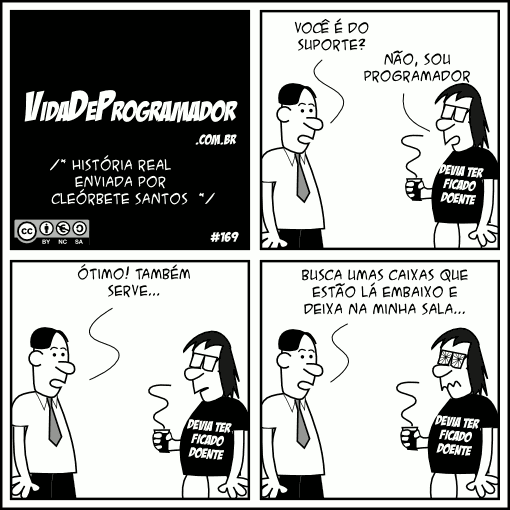 VIDADEPROGRAMADOR
.COM.BR
/* HISTÓRIA REAL
ENVIADA POR
CLEÓRBETE SANTOS */
CC
BY NC SA
#169
VOCÊ É DO
SUPORTE?
NÃO, SOU
PROGRAMADOR
DEVIA TER
FICADO
DOENTE
ÓTIMO! TAMBÉM
SERVE...
DEVIA TER
FICADO
DOENTE
BUSCA UMAS CAIXAS QUE
ESTÃO LÁ EMBAIXO E
DEIXA NA MINHA SALA...
DEVIA TER
FICADO
DOENTE